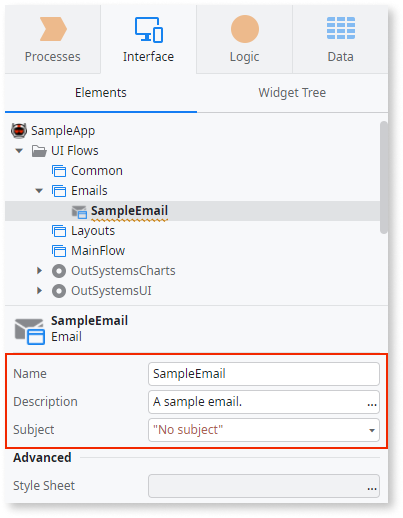 Processes Interface Logic Data
Elements Widget Tree
SampleApp
UI Flows
Common
Emails
SampleEmail
Layouts
MainFlow
OutSystemsCharts
OutSystemsUI
SampleEmail
Email
Name SampleEmail
Description A sample email. ...
Subject "No subject"
Advanced
Style Sheet ...